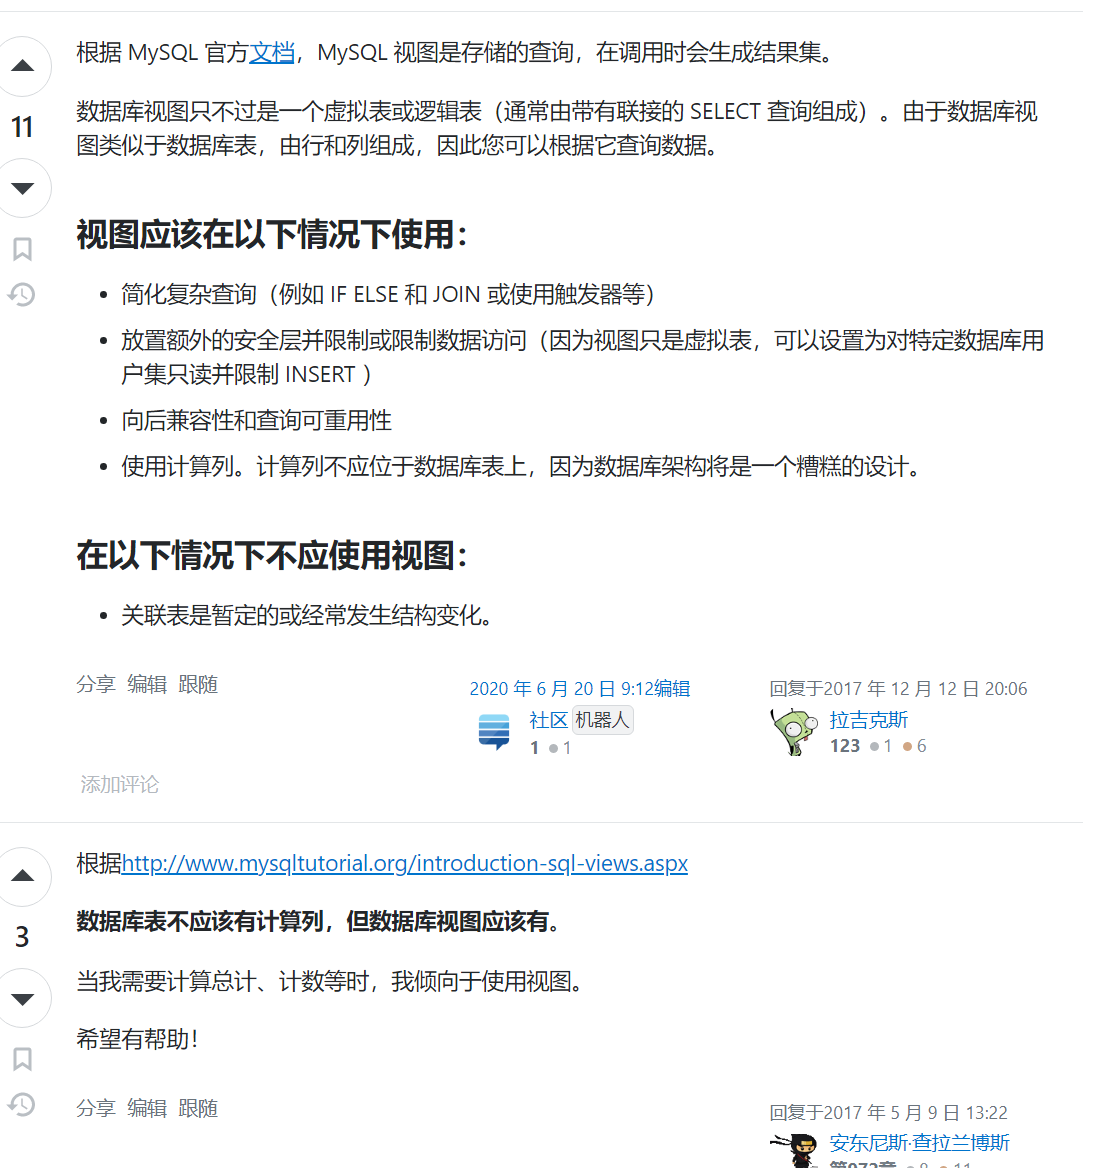 根据 MySQL 官方文档，MySQL 视图是存储的查询，在调用时会生成结果集。
11
数据库视图只不过是一个虚拟表或逻辑表（通常由带有联接的 SELECT 查询组成）。由于数据库视
图类似于数据库表，由行和列组成，因此您可以根据它查询数据。
视图应该在以下情况下使用：
• 简化复杂查询（例如 IF ELSE 和 JOIN 或使用触发器等）
• 放置额外的安全层并限制或限制数据访问（因为视图只是虚拟表，可以设置为对特定数据库用
户集只读并限制 INSERT ）
• 向后兼容性和查询可重用性
• 使用计算列。计算列不应位于数据库表上，因为数据库架构将是一个糟糕的设计。
在以下情况下不应使用视图：
• 关联表是暂定的或经常发生结构变化。
分享 编辑 跟随
2020 年 6 月 20 日 9:12编辑
社区 机器人
1 ●1
回复于2017 年 12 月 12 日 20:06
拉吉克斯
123 ●1 ●6
添加评论
根据http://www.mysqltutorial.org/introduction-sql-views.aspx
数据库表不应该有计算列，但数据库视图应该有。
3
当我需要计算总计、计数等时，我倾向于使用视图。
希望有帮助！
分享 编辑 跟随
回复于2017 年 5 月 9 日 13:22
安东尼斯·查拉兰博斯